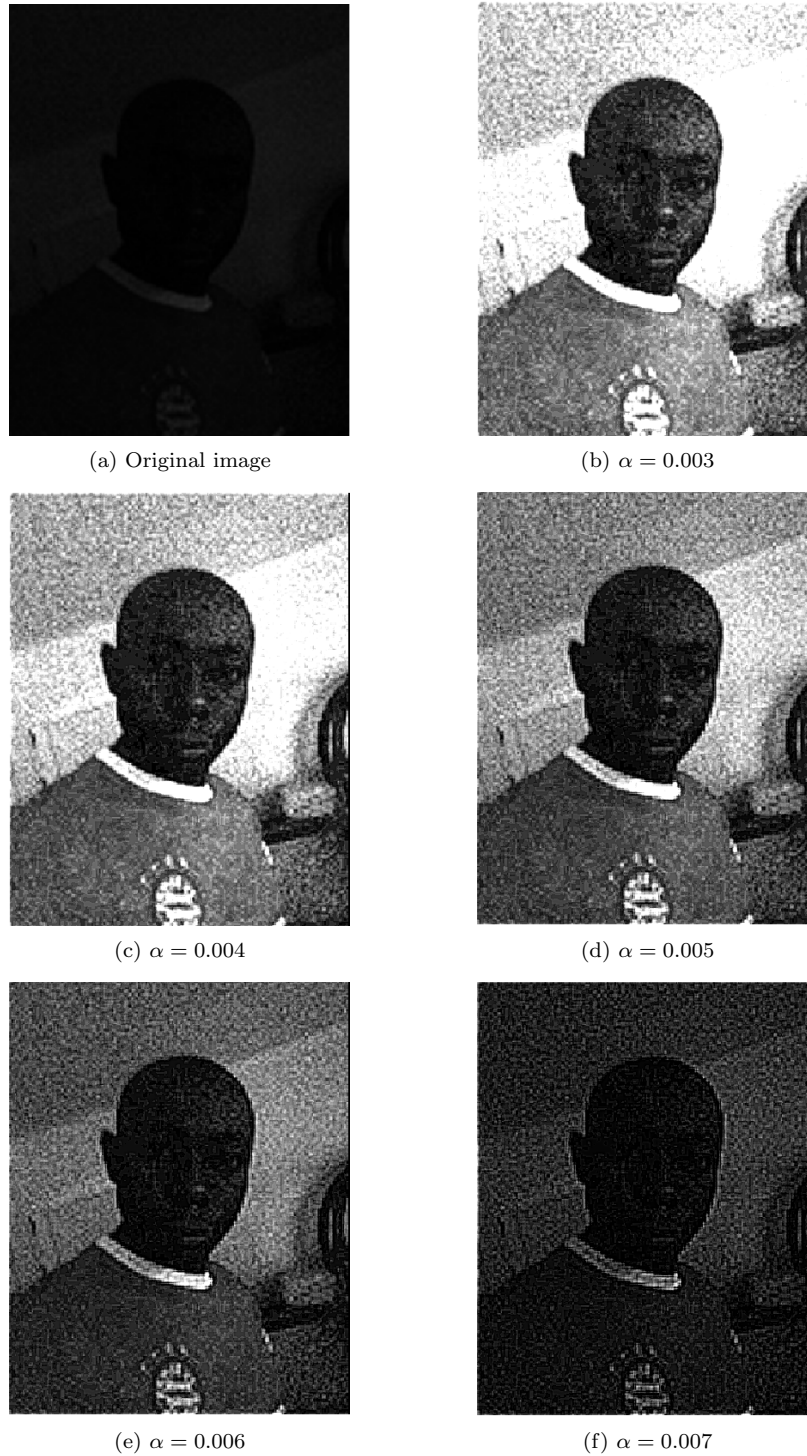 (a) Original image
(b) α = 0.003
(c) α = 0.004
(d) α = 0.005
(e) α = 0.006
(f) α = 0.007